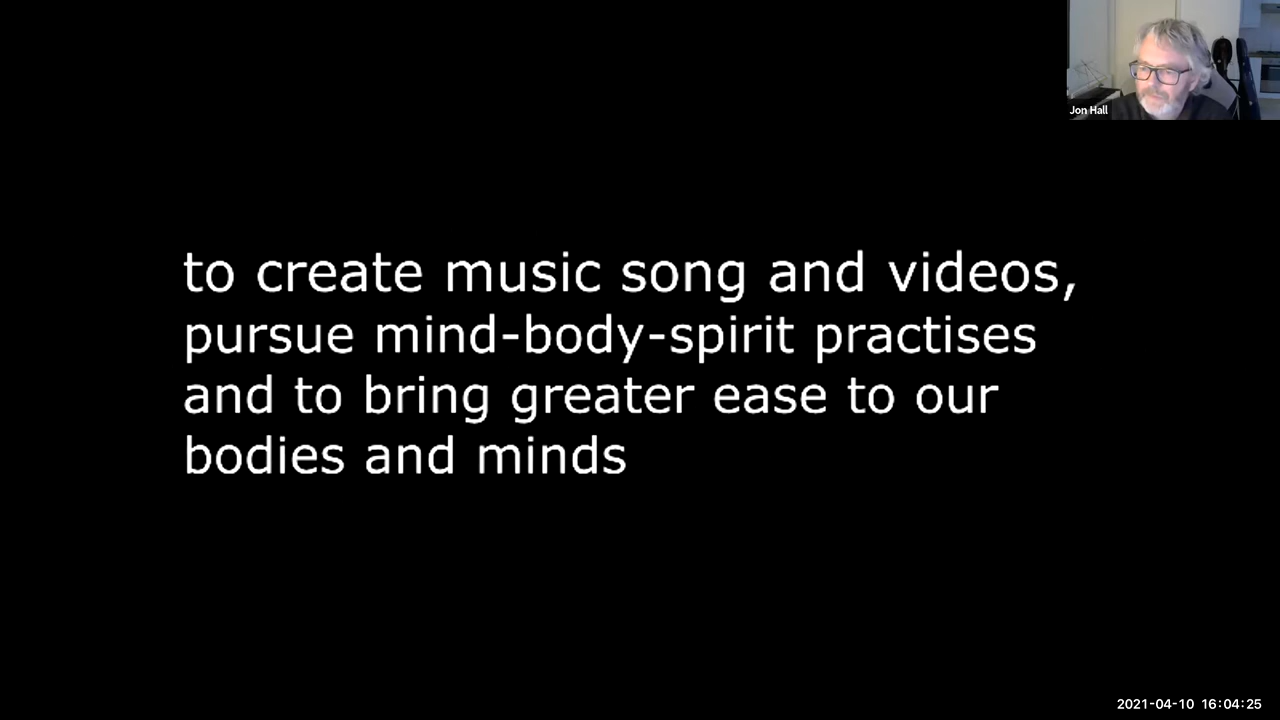 Jon Hall
to create music song and videos,
pursue mind-body-spirit practises
and to bring greater ease to our
bodies and minds
2021-04-10 16:04:25